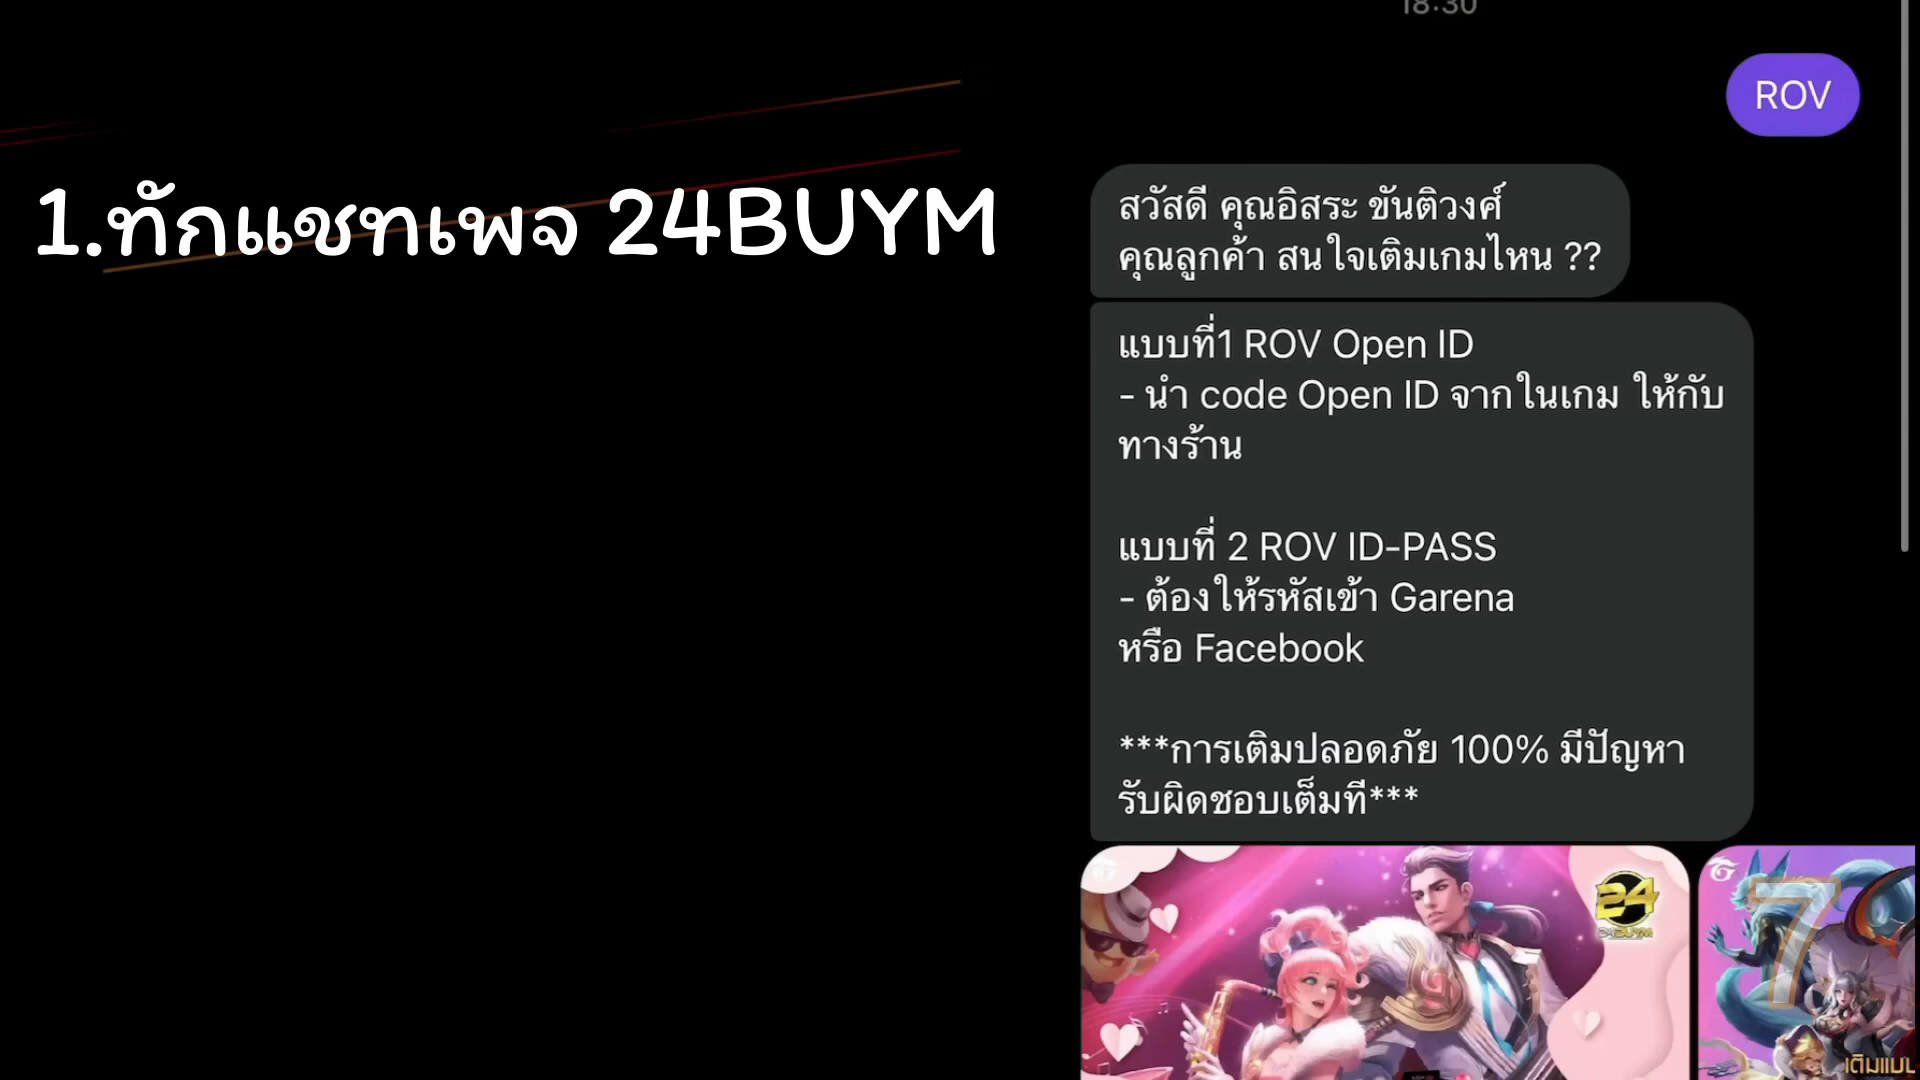 18:30
ROV
1.ทักแชทเพจ 24BUYM
สวัสดี คุณอิสระ ขันติวงศ์
คุณลูกค้า สนใจเติมเกมไหน ??
แบบที่1 ROV Open ID
- นำ code Open ID จากในเกม ให้กับ
ทางร้าน
แบบที่ 2 ROV ID-PASS
- ต้องให้รหัสเข้า Garena
หรือ Facebook
***การเติมปลอดภัย 100% มีปัญหา
รับผิดชอบเต็มที***
24
24BUYM
7